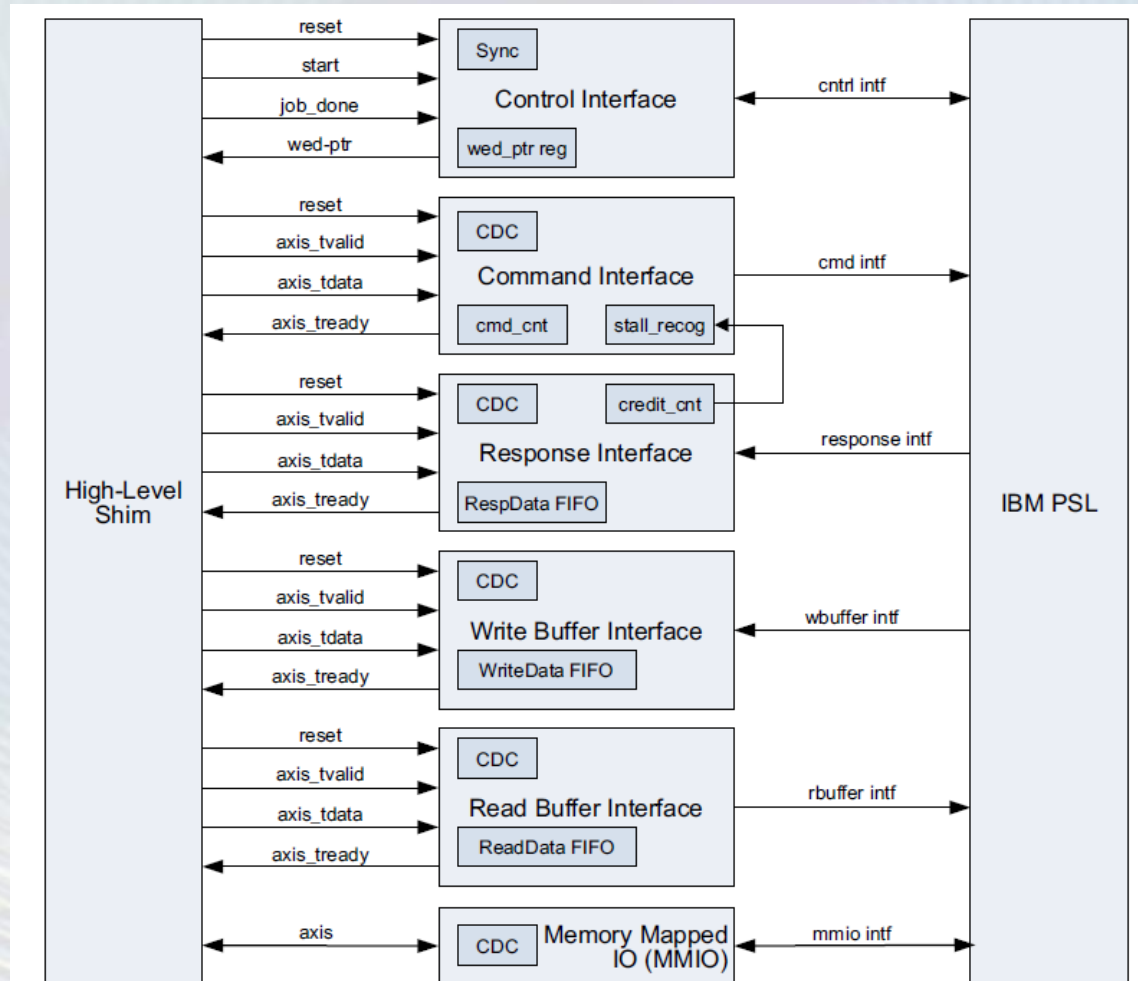 reset
Sync
start
Control Interface
cntrl intf
job_done
wed-ptr
wed_ptr reg
reset
CDC
axis_tvalid
Command Interface
cmd intf
axis_tdata
axis_tready
cmd_cnt
stall_recog
reset
CDC
credit_cnt
axis_tvalid
response intf
Response Interface
axis_tdata
High-Level
Shim
RespData FIFO
IBM PSL
axis_tready
reset
CDC
axis_tvalid
Write Buffer Interface
wbuffer intf
axis_tdata
WriteData FIFO
axis_tready
reset
CDC
axis_tvalid
Read Buffer Interface
rbuffer intf
axis_tdata
ReadData FIFO
axis_tready
axis
CDC
Memory Mapped
IO (MMIO)
mmio intf